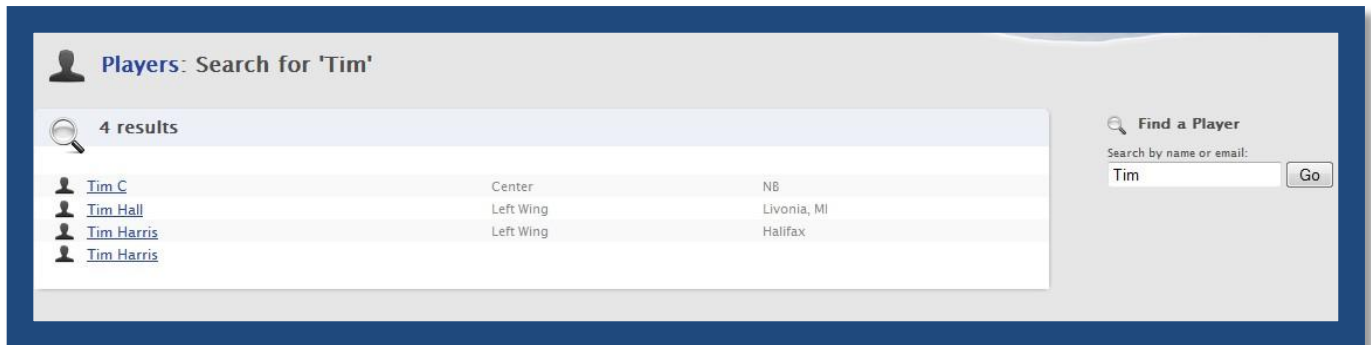 Players: Search for 'Tim'
4 results
Tim C Center NB
Tim Hall Left Wing Livonia, MI
Tim Harris Left Wing Halifax
Tim Harris
Find a Player
Search by name or email:
Tim Go